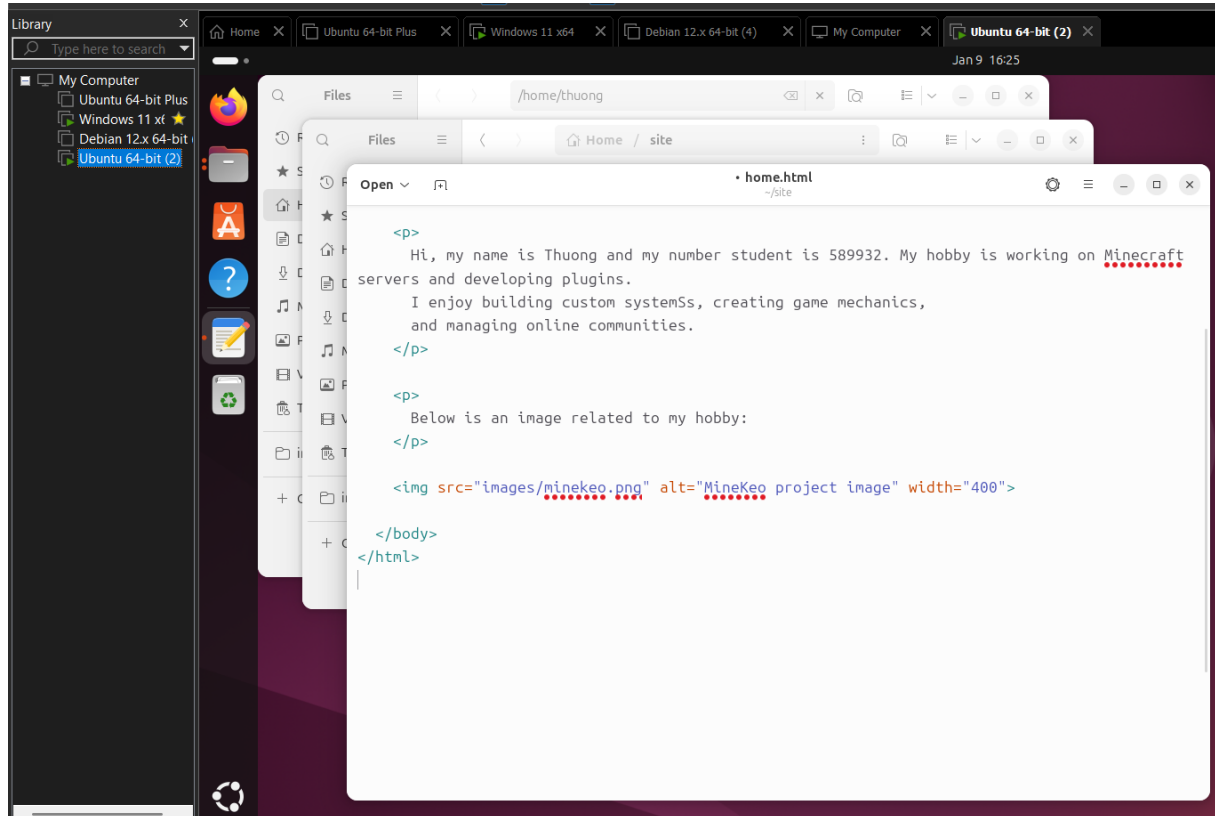 Library
X
Type here to search
My Computer
Ubuntu 64-bit Plus
Windows 11 x6
Debian 12.x 64-bit
Ubuntu 64-bit (2)
Home
Ubuntu 64-bit Plus
Windows 11 x64
Debian 12.x 64-bit (4)
My Computer
Ubuntu 64-bit (2)
Jan 9 16:25
Files
/home/thuong
Files
Home / site
Open
• home.html
~/site
<p>
Hi, my name is Thuong and my number student is 589932. My hobby is working on Minecraft
servers and developing plugins.
I enjoy building custom systemSs, creating game mechanics,
and managing online communities.
</p>
<p>
Below is an image related to my hobby:
</p>
<img src="images/minekeo.png" alt="MineKeo project image" width="400">
</body>
</html>